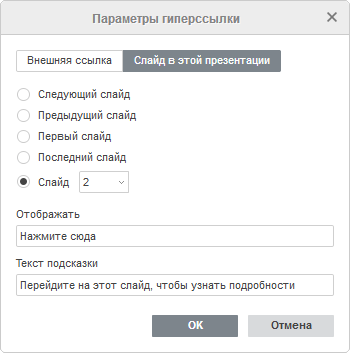 Параметры гиперссылки
Внешняя ссылка Слайд в этой презентации
Следующий слайд
Предыдущий слайд
Первый слайд
Последний слайд
Слайд 2
Отображать
Нажмите сюда
Текст подсказки
Перейдите на этот слайд, чтобы узнать подробности
ОК Отмена